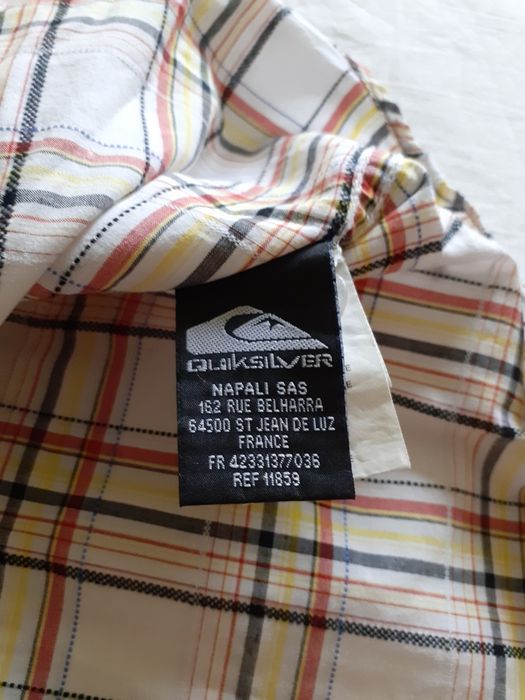 QUIKSILVER
NAPALI SAS
162 RUE BELHARRA
64500 ST JEAN DE LUZ
FRANCE
FR 42331377036
REF 11859
E
E